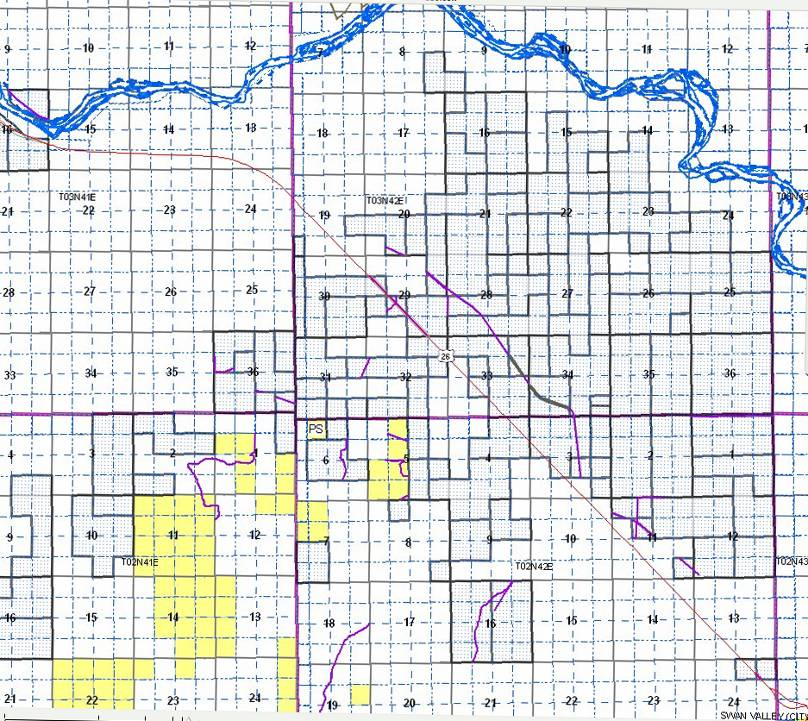 9 10 11 12 7 8 9 10 11 12
16 15 14 13 18 17 16 15 14 13
T03N41E T03N42E T03N43
21 22 23 24 19 20 21 22 23 24
28 27 26 25 30 29 28 27 26 25
26
33 34 35 36 31 32 33 34 35 36
PS
4 3 2 1 6 5 4 3 2 1
9 10 11 12 7 8 9 10 11 12
T02N41E T02N42E T02N43
16 15 14 13 18 17 16 15 14 13
21 22 23 24 19 20 21 22 23 24
SWAN VALLEY (CITY